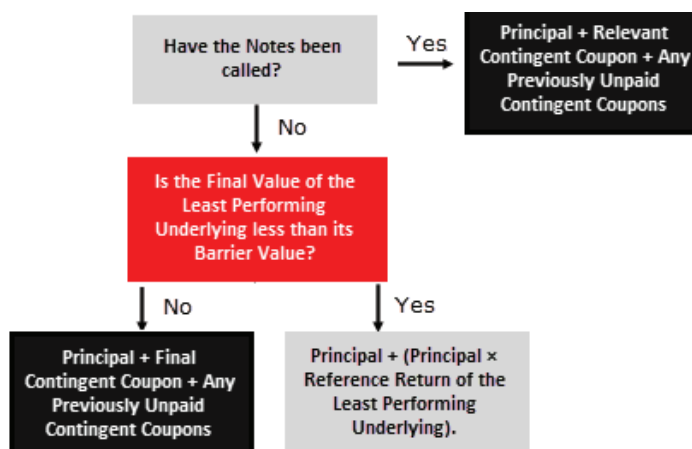 Have the Notes been
called?
Yes
Principal + Relevant
Contingent Coupon + Any
Previously Unpaid
Contingent Coupons
No
Is the Final Value of the
Least Performing
Underlying less than its
Barrier Value?
No
Yes
Principal + Final
Contingent Coupon + Any
Previously Unpaid
Contingent Coupons
Principal + (Principal ×
Reference Return of the
Least Performing
Underlying).